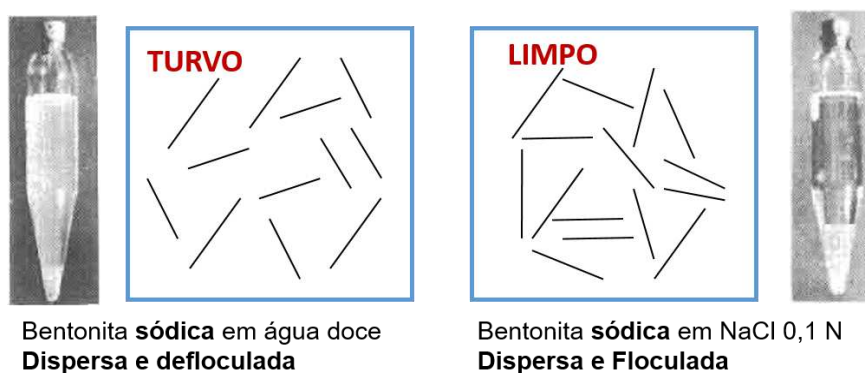 TURVO
LIMPO
Bentonita sódica em água doce
Dispersa e defloculada
Bentonita sódica em NaCl 0,1 N
Dispersa e Floculada